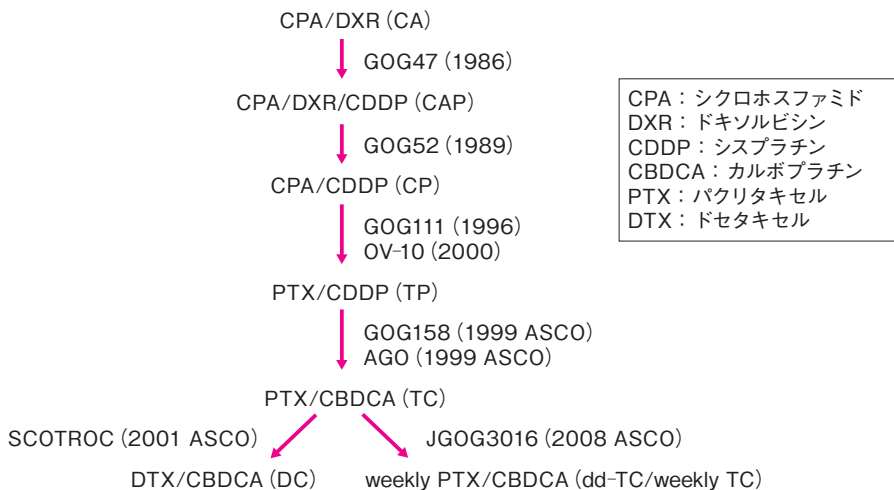 CPA/DXR (CA)
GOG47 (1986)
CPA/DXR/CDDP (CAP)
GOG52 (1989)
CPA/CDDP (CP)
GOG111 (1996)
OV-10 (2000)
PTX/CDDP (TP)
GOG158 (1999 ASCO)
AGO (1999 ASCO)
PTX/CBDCA (TC)
SCOTROC (2001 ASCO)
JGOG3016 (2008 ASCO)
DTX/CBDCA (DC)
weekly PTX/CBDCA (dd-TC/weekly TC)
CPA：シクロホスファミド
DXR：ドキソルビシン
CDDP：シスプラチン
CBDCA：カルボプラチン
PTX：パクリタキセル
DTX：ドセタキセル